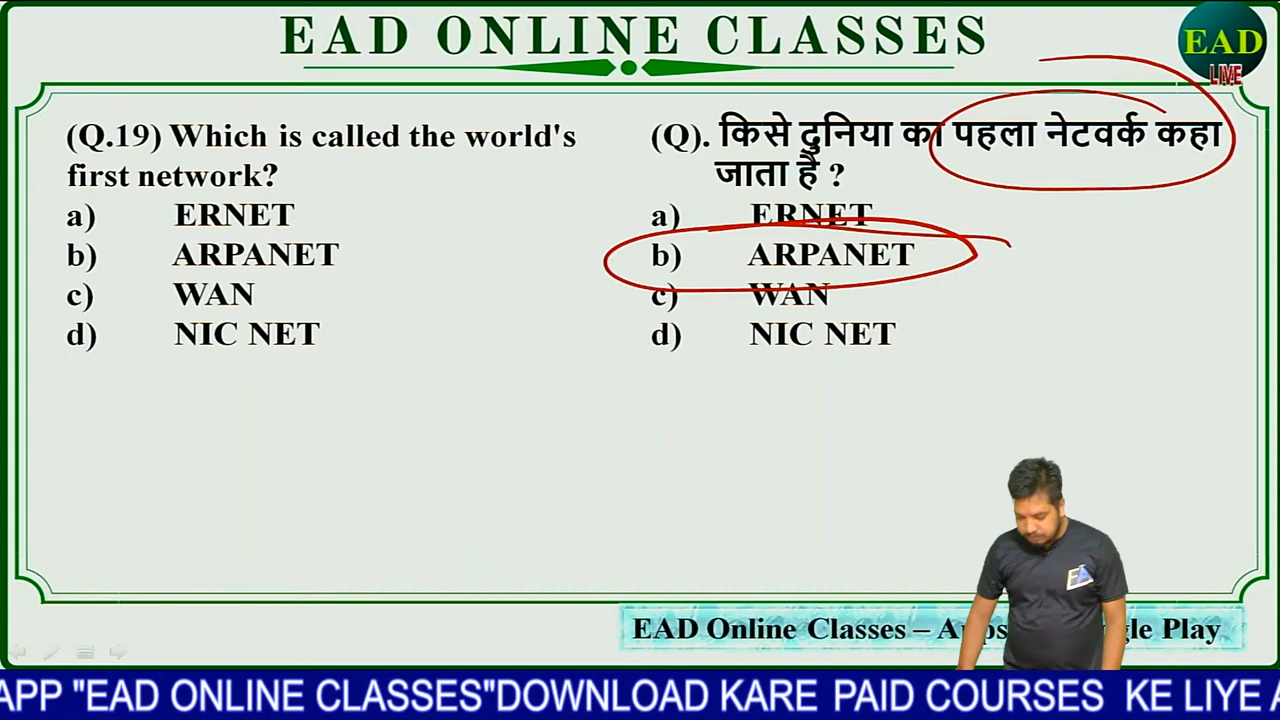 EAD ONLINE CLASSES
EAD
LIVE
(Q.19) Which is called the world's
first network?
a) ERNET
b) ARPANET
c) WAN
d) NIC NET
(Q). किसे दुनिया का पहला नेटवर्क कहा
जाता है ?
a) ERNET
b) ARPANET
c) WAN
d) NIC NET
EAD Online Classes – Play
APP "EAD ONLINE CLASSES"DOWNLOAD KARE PAID COURSES KE LIYE